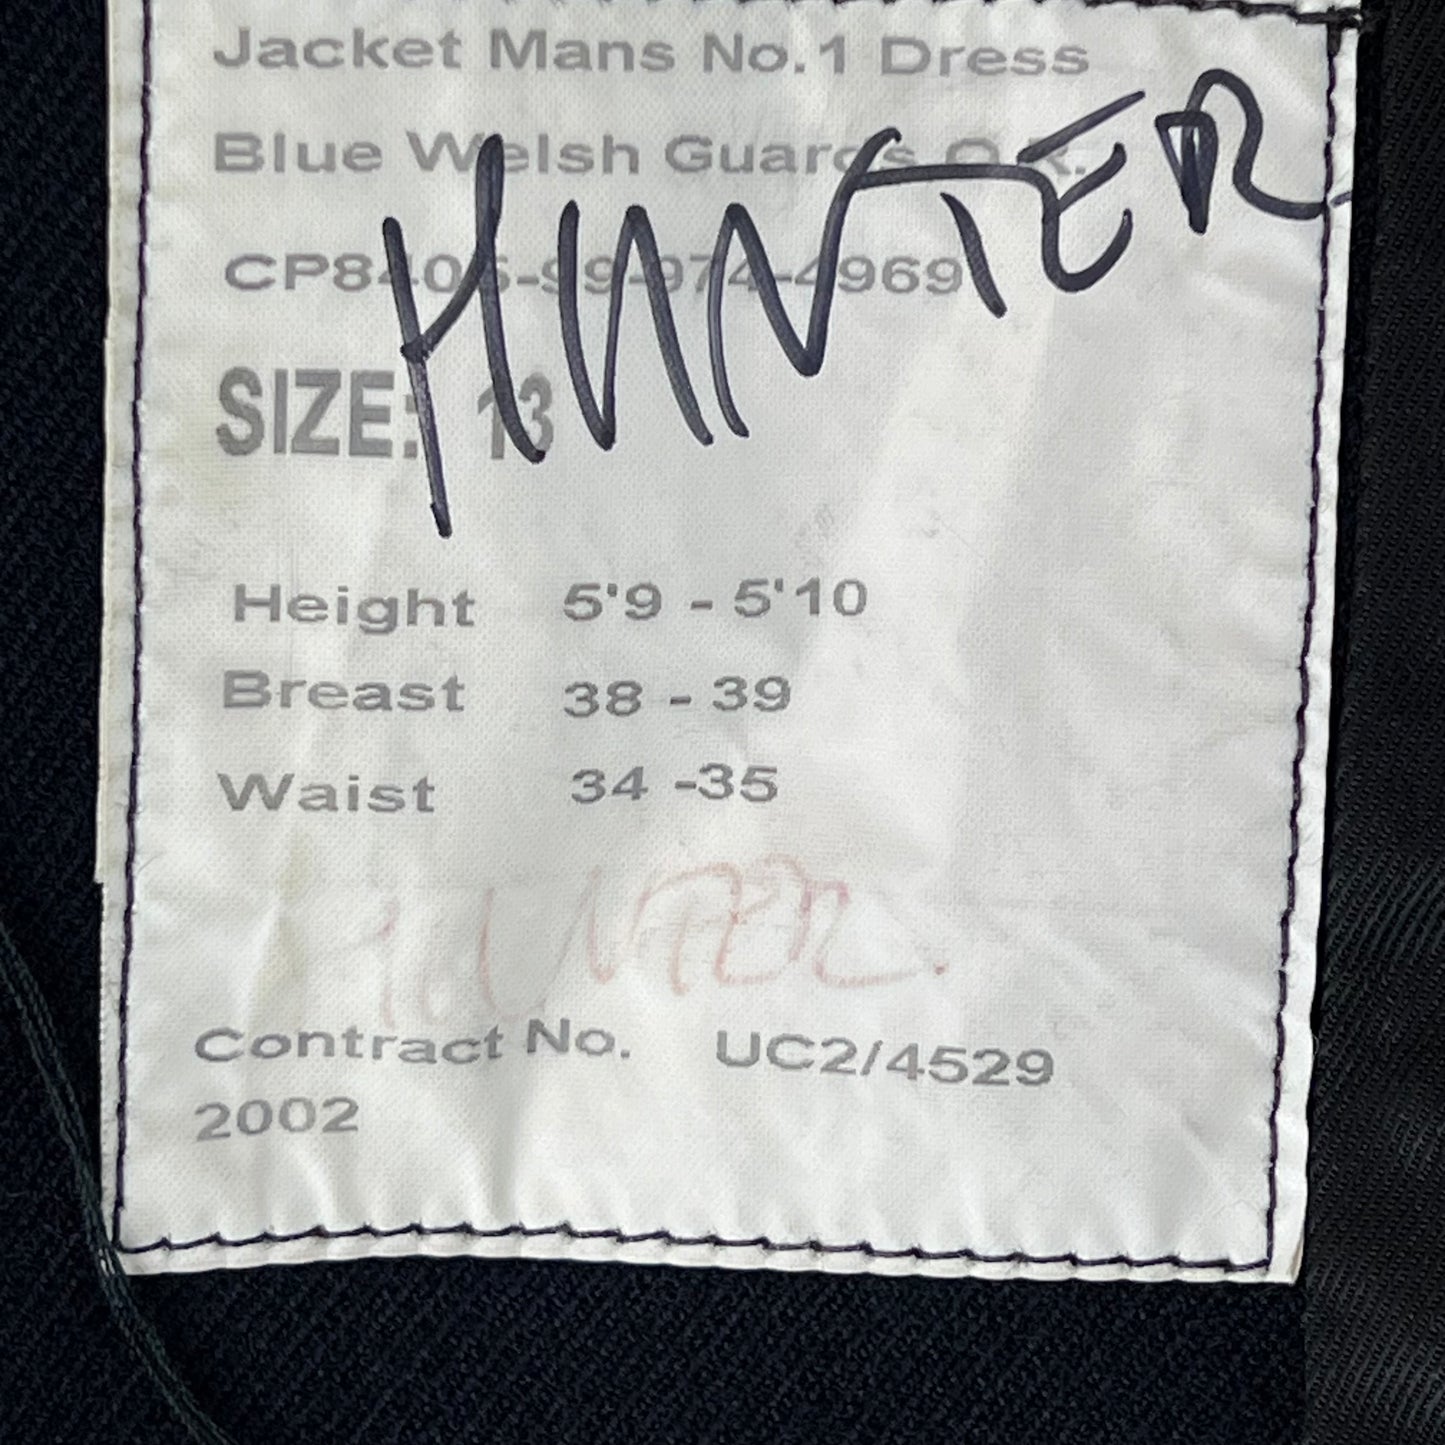 Jacket Mans No.1 Dress
Blue Welsh Guards O.R.
HUNTER
CP8405-99-974-4969
SIZE: 13
Height 5'9 - 5'10
Breast 38 - 39
Waist 34 -35
HUNTER.
Contract No. UC2/4529
2002